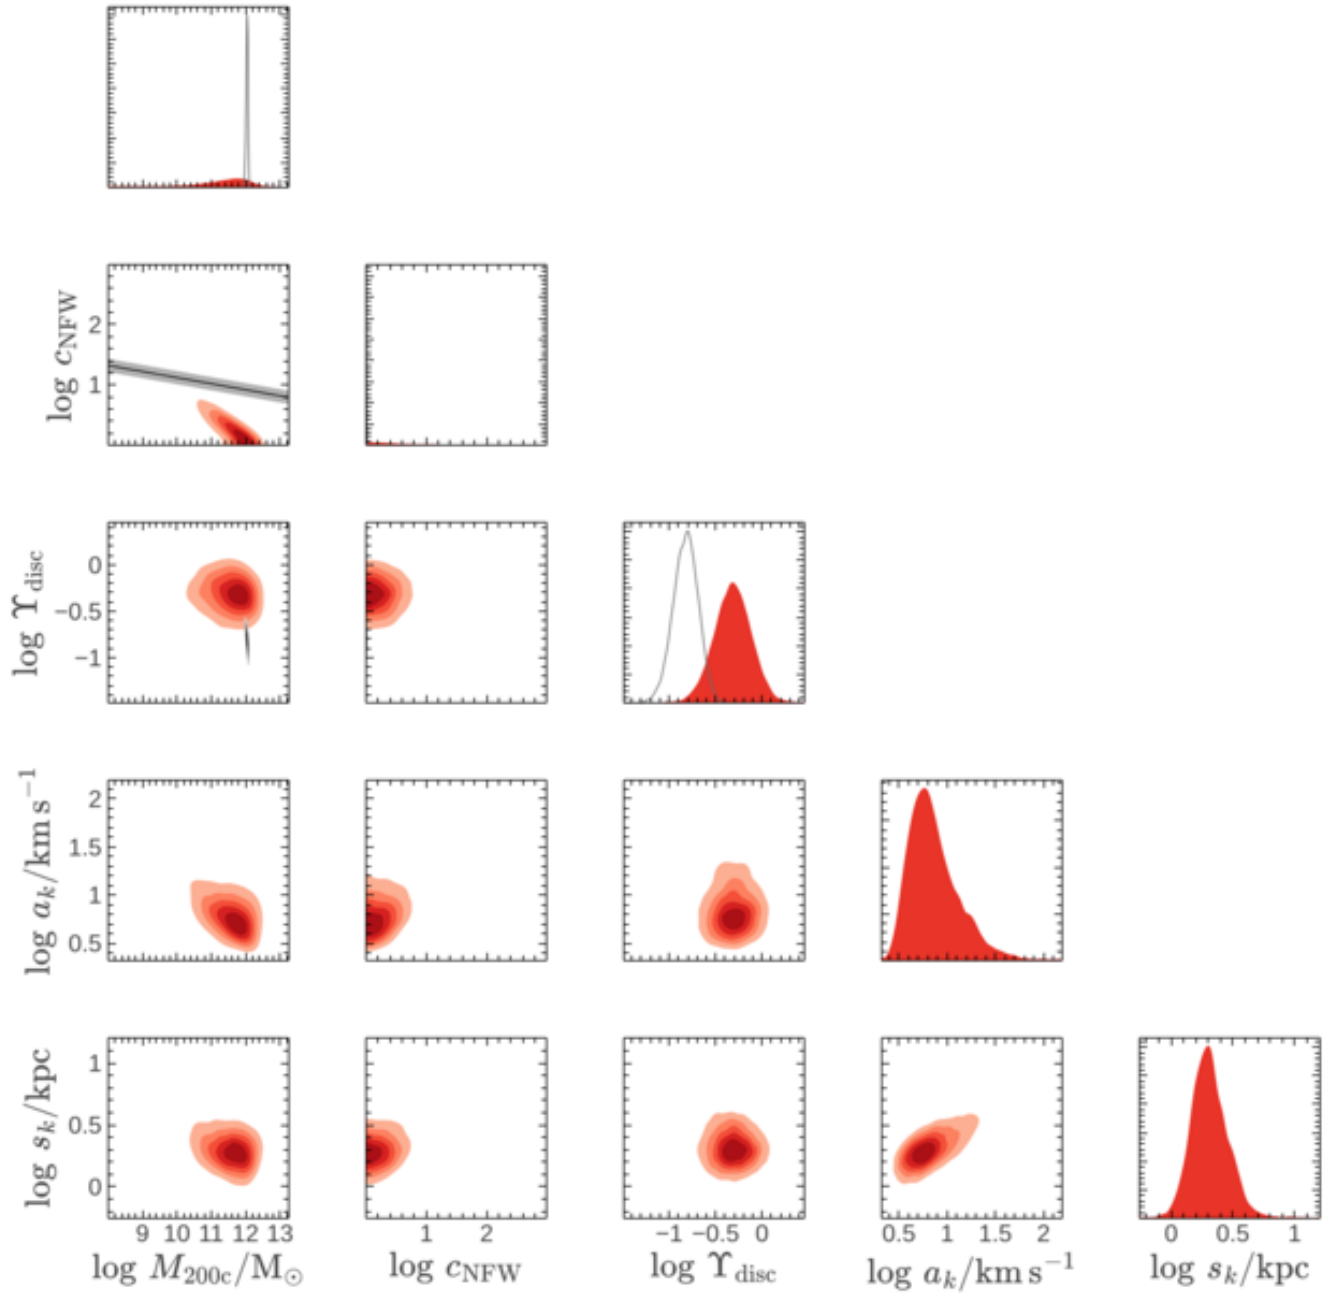 log c_NFW
2
1
log ϒ_disc
0
−0.5
−1
log a_k/km s⁻¹
2
1.5
1
0.5
log s_k/kpc
1
0.5
0
9 10 11 12 13
1 2
−1 −0.5 0
0.5 1 1.5 2
0 0.5 1
log M_200c/M_⊙
log c_NFW
log ϒ_disc
log a_k/km s⁻¹
log s_k/kpc